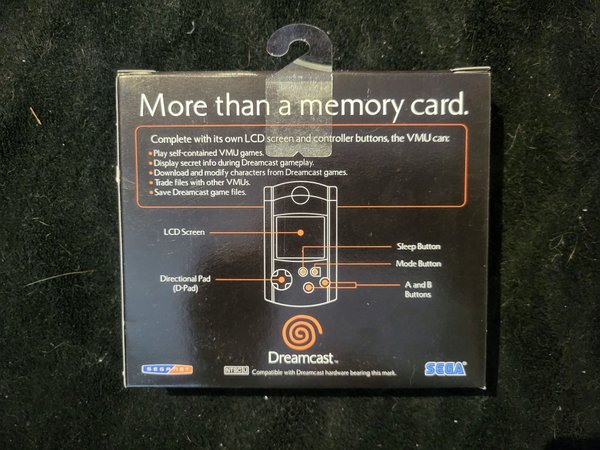 More than a memory card.
Complete with its own LCD screen and controller buttons, the VMU can:
• Play self-contained VMU games.
• Display secret info during Dreamcast gameplay.
• Download and modify characters from Dreamcast games.
• Trade files with other VMUs.
• Save Dreamcast game files.
LCD Screen
Sleep Button
Mode Button
Directional Pad
(D-Pad)
A and B
Buttons
Dreamcast™
SEGANET
NTSC U
Compatible with Dreamcast hardware bearing this mark.
SEGA®